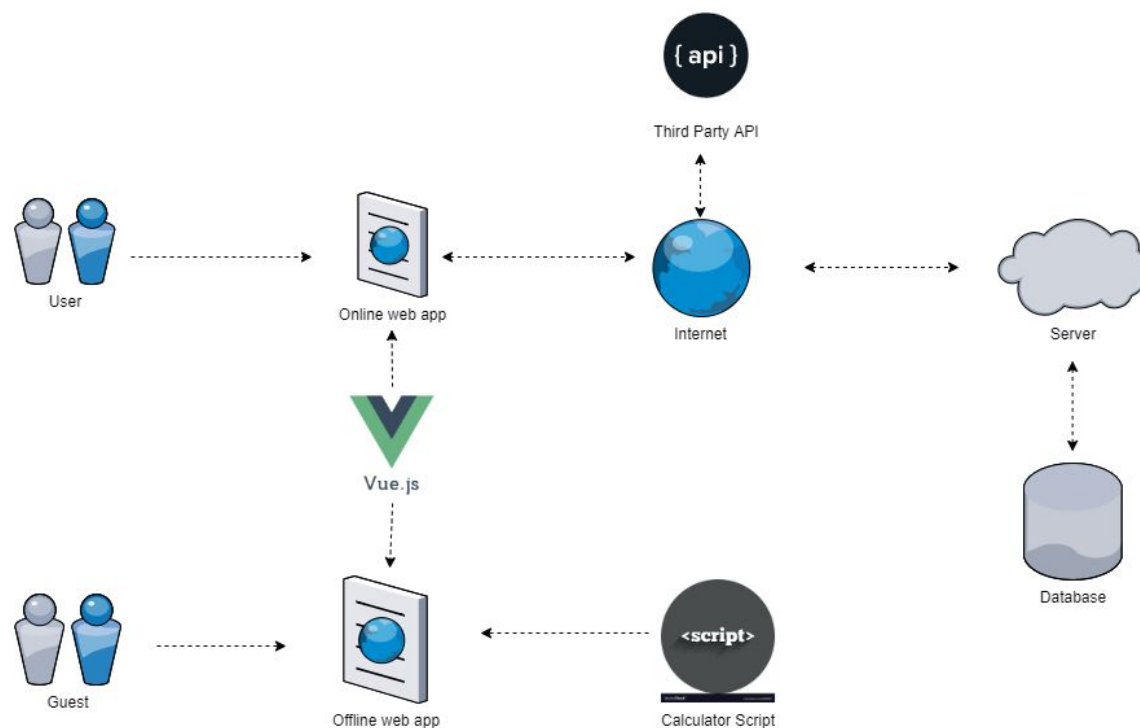 { api }
Third Party API
User
Online web app
Internet
Server
Vue.js
Database
<script>
Guest
Offline web app
Calculator Script